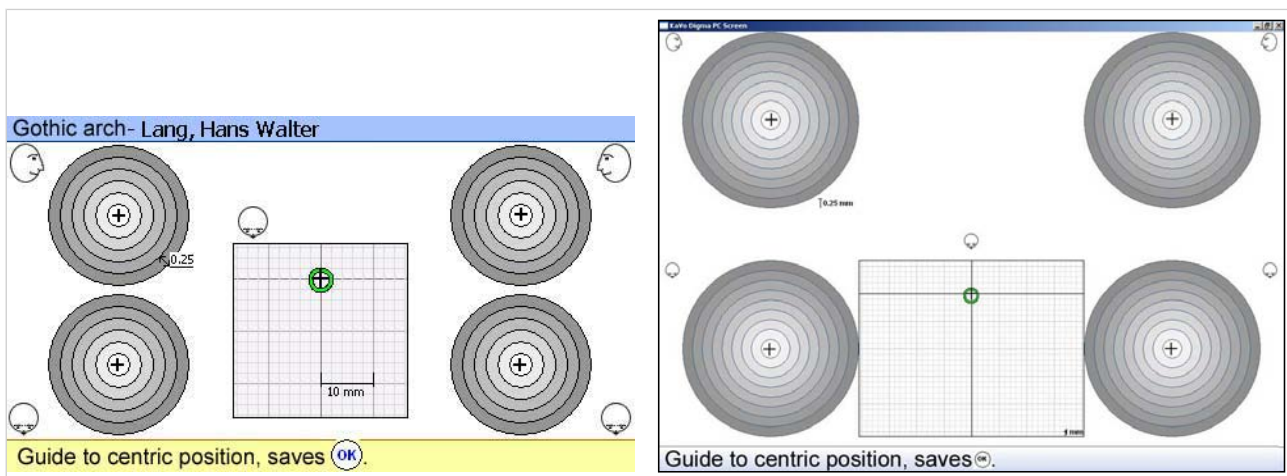 Gothic arch- Lang, Hans Walter
0.25
10 mm
Guide to centric position, saves OK.
KaVo Digma PC Screen
0.25 mm
1 mm
Guide to centric position, saves OK.